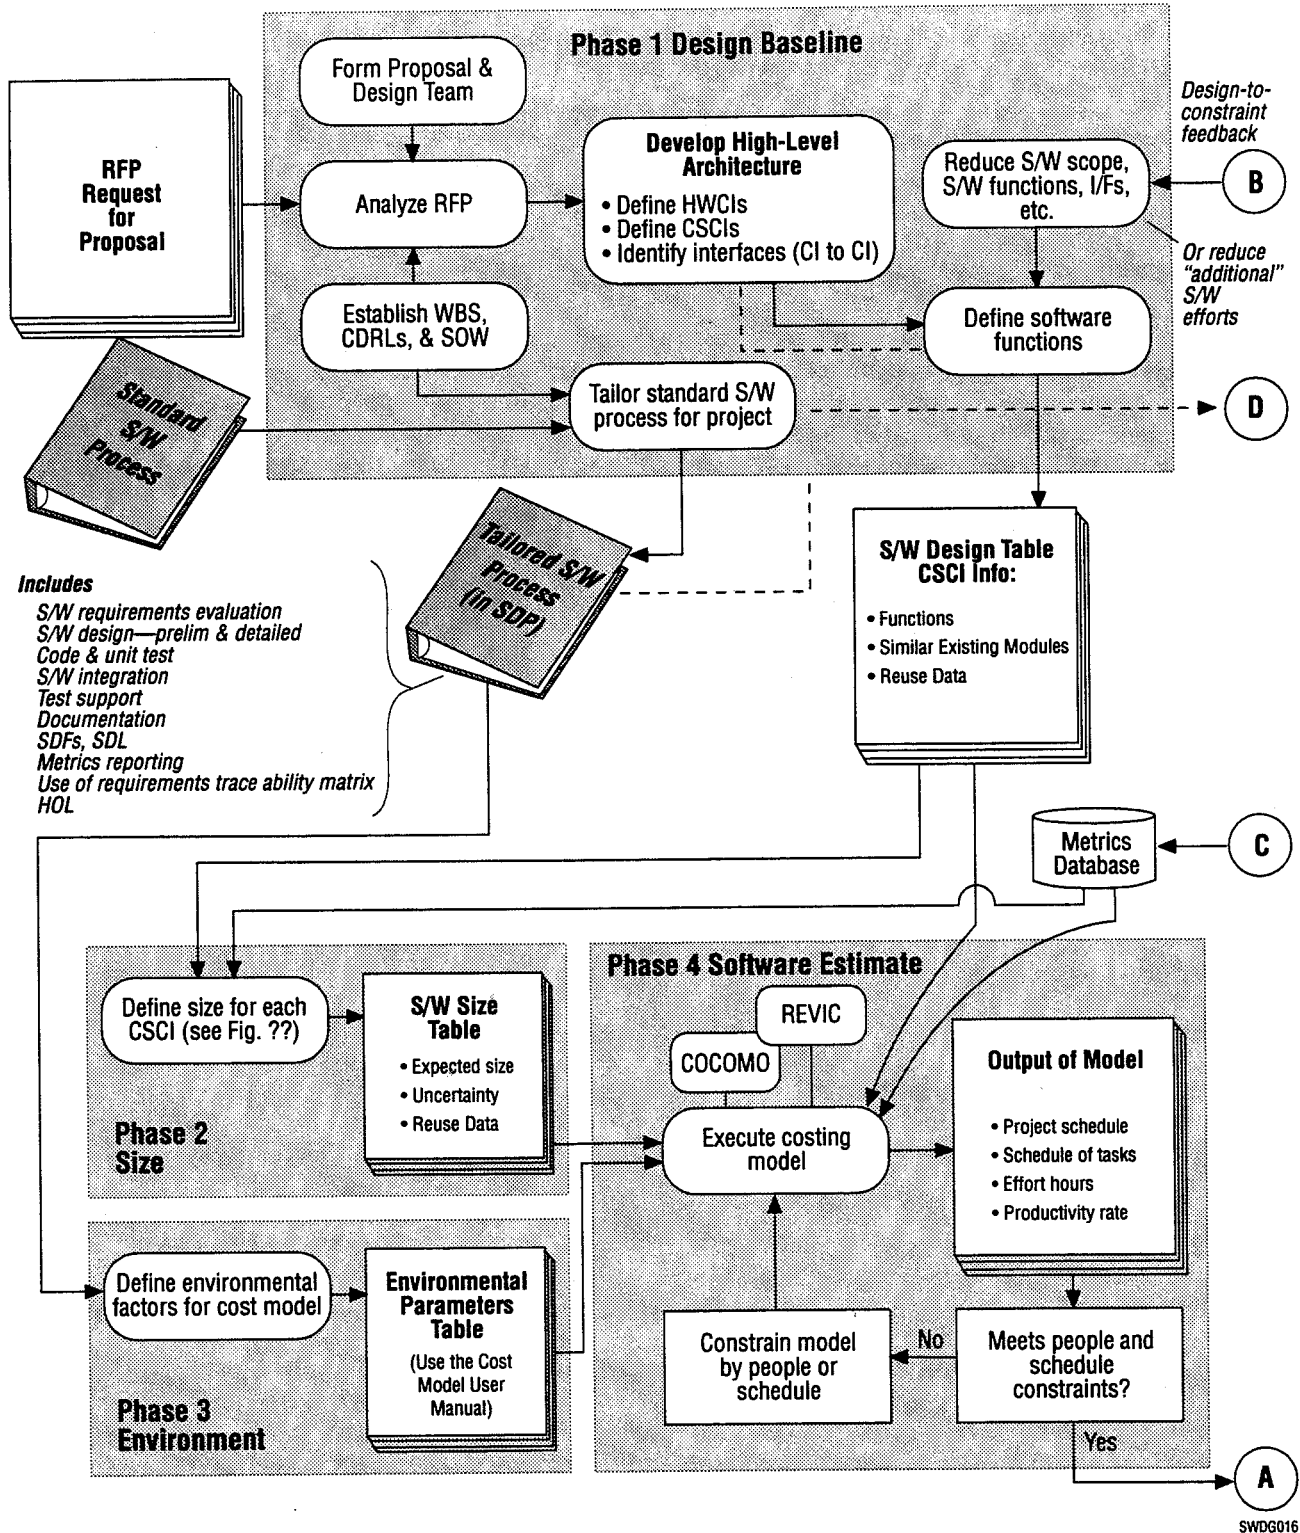 Phase 1 Design Baseline
Form Proposal &
Design Team
Design-to-
constraint
feedback
RFP
Request
for
Proposal
Analyze RFP
Develop High-Level
Architecture
• Define HWCIs
• Define CSCIs
• Identify interfaces (CI to CI)
Reduce S/W scope,
S/W functions, I/Fs,
etc.
B
Or reduce
"additional"
S/W
efforts
Establish WBS,
CDRLs, & SOW
Define software
functions
Standard
S/W
Process
Tailor standard S/W
process for project
D
Tailored S/W
Process
(in SDP)
S/W Design Table
CSCI Info:
• Functions
• Similar Existing Modules
• Reuse Data
Includes
S/W requirements evaluation
S/W design—prelim & detailed
Code & unit test
S/W integration
Test support
Documentation
SDFs, SDL
Metrics reporting
Use of requirements trace ability matrix
HOL
Metrics
Database
C
Define size for each
CSCI (see Fig. ??)
S/W Size
Table
• Expected size
• Uncertainty
• Reuse Data
Phase 2
Size
Phase 4 Software Estimate
REVIC
COCOMO
Execute costing
model
Output of Model
• Project schedule
• Schedule of tasks
• Effort hours
• Productivity rate
Define environmental
factors for cost model
Environmental
Parameters
Table
(Use the Cost
Model User
Manual)
Phase 3
Environment
Constrain model
by people or
schedule
No
Meets people and
schedule
constraints?
Yes
A
SWDG016